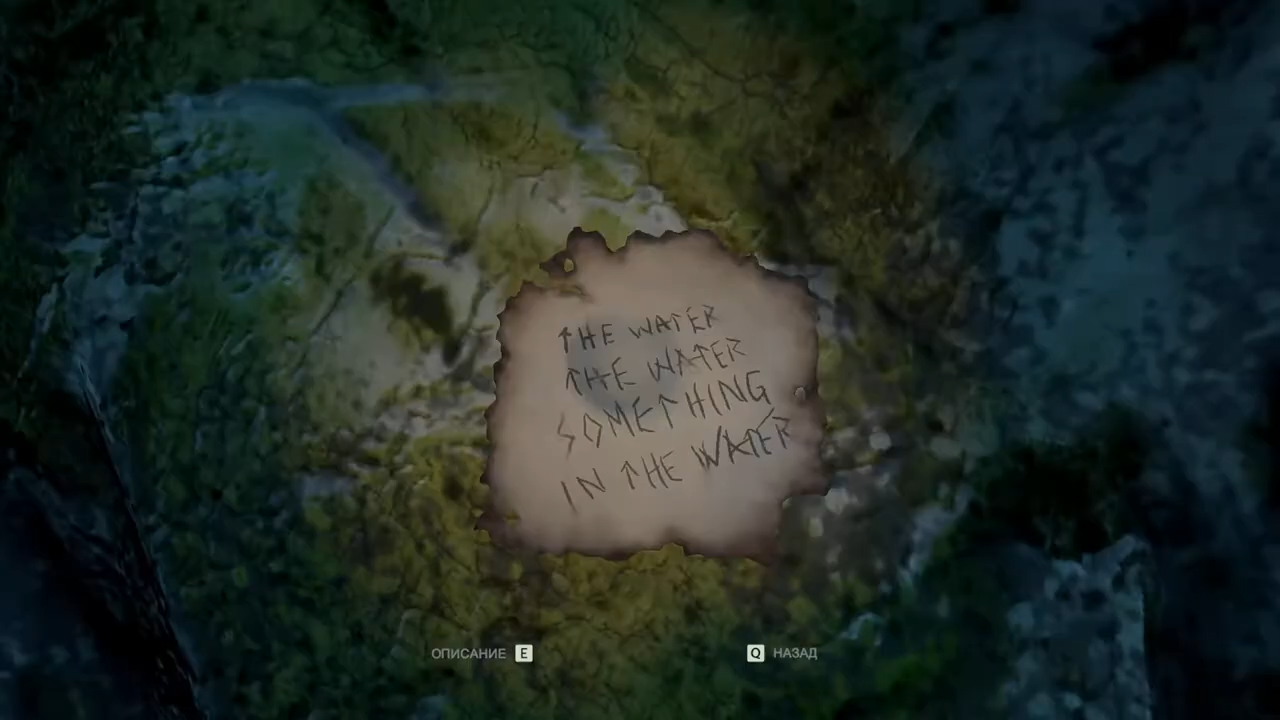 THE WATER
THE WATER
SOMETHING
IN THE WATER
ОПИСАНИЕ E
Q НАЗАД